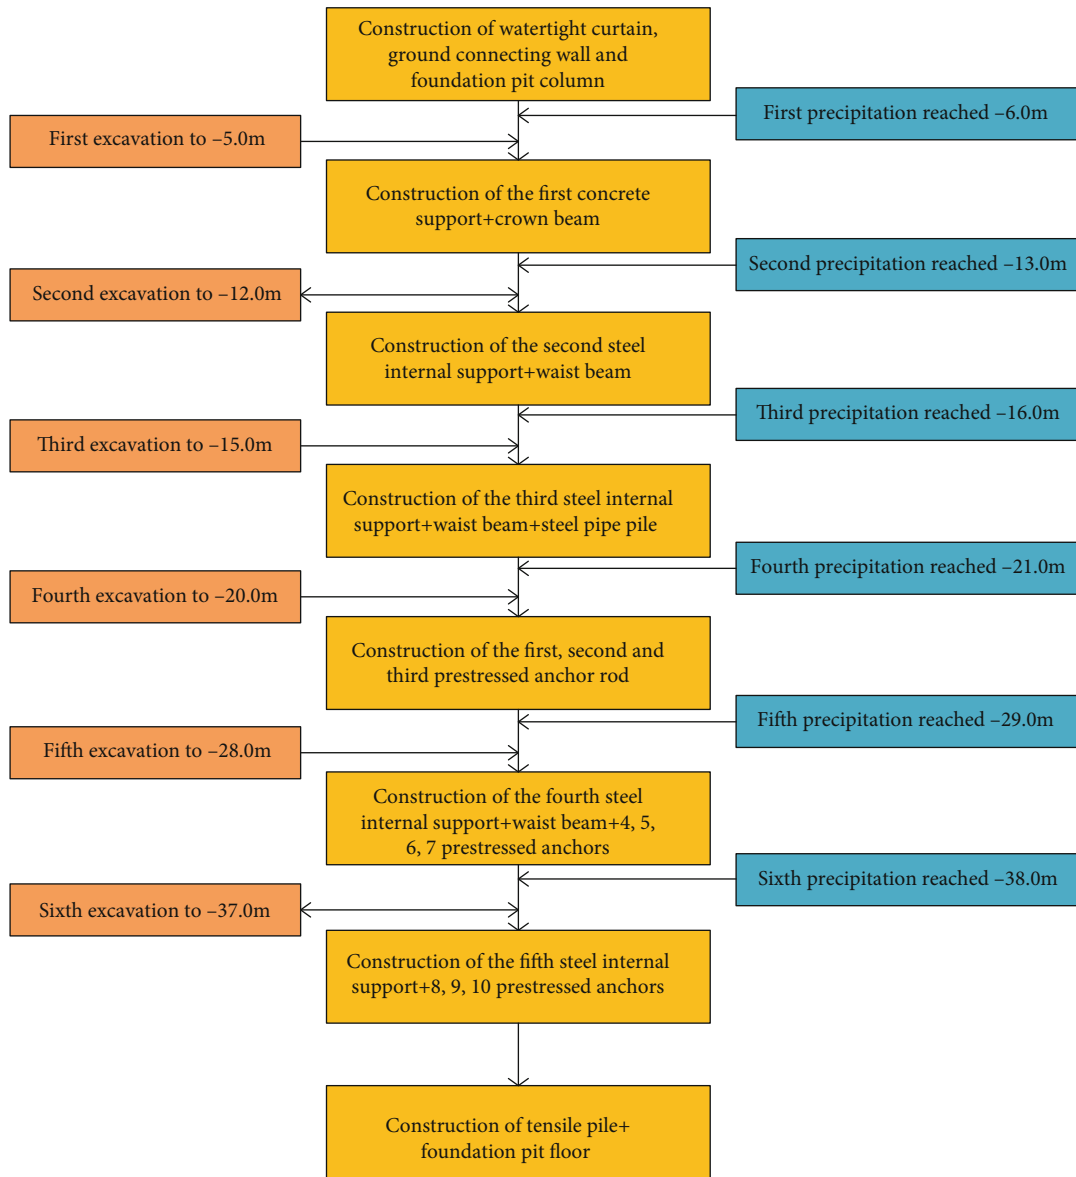 Construction of watertight curtain,
ground connecting wall and
foundation pit column
First precipitation reached –6.0m
First excavation to –5.0m
Construction of the first concrete
support+crown beam
Second precipitation reached –13.0m
Second excavation to –12.0m
Construction of the second steel
internal support+waist beam
Third precipitation reached –16.0m
Third excavation to –15.0m
Construction of the third steel internal
support+waist beam+steel pipe pile
Fourth precipitation reached –21.0m
Fourth excavation to –20.0m
Construction of the first, second and
third prestressed anchor rod
Fifth precipitation reached –29.0m
Fifth excavation to –28.0m
Construction of the fourth steel
internal support+waist beam+4, 5,
6, 7 prestressed anchors
Sixth precipitation reached –38.0m
Sixth excavation to –37.0m
Construction of the fifth steel internal
support+8, 9, 10 prestressed anchors
Construction of tensile pile+
foundation pit floor